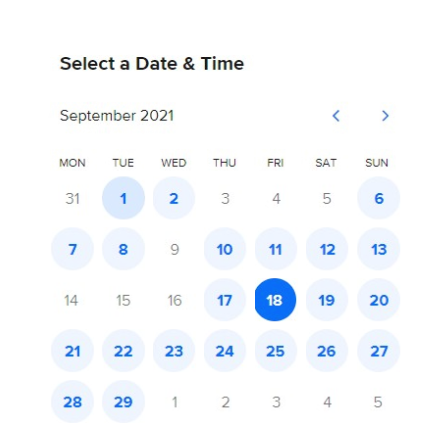 Select a Date & Time
September 2021
MON TUE WED THU FRI SAT SUN
31 1 2 3 4 5 6
7 8 9 10 11 12 13
14 15 16 17 18 19 20
21 22 23 24 25 26 27
28 29 1 2 3 4 5